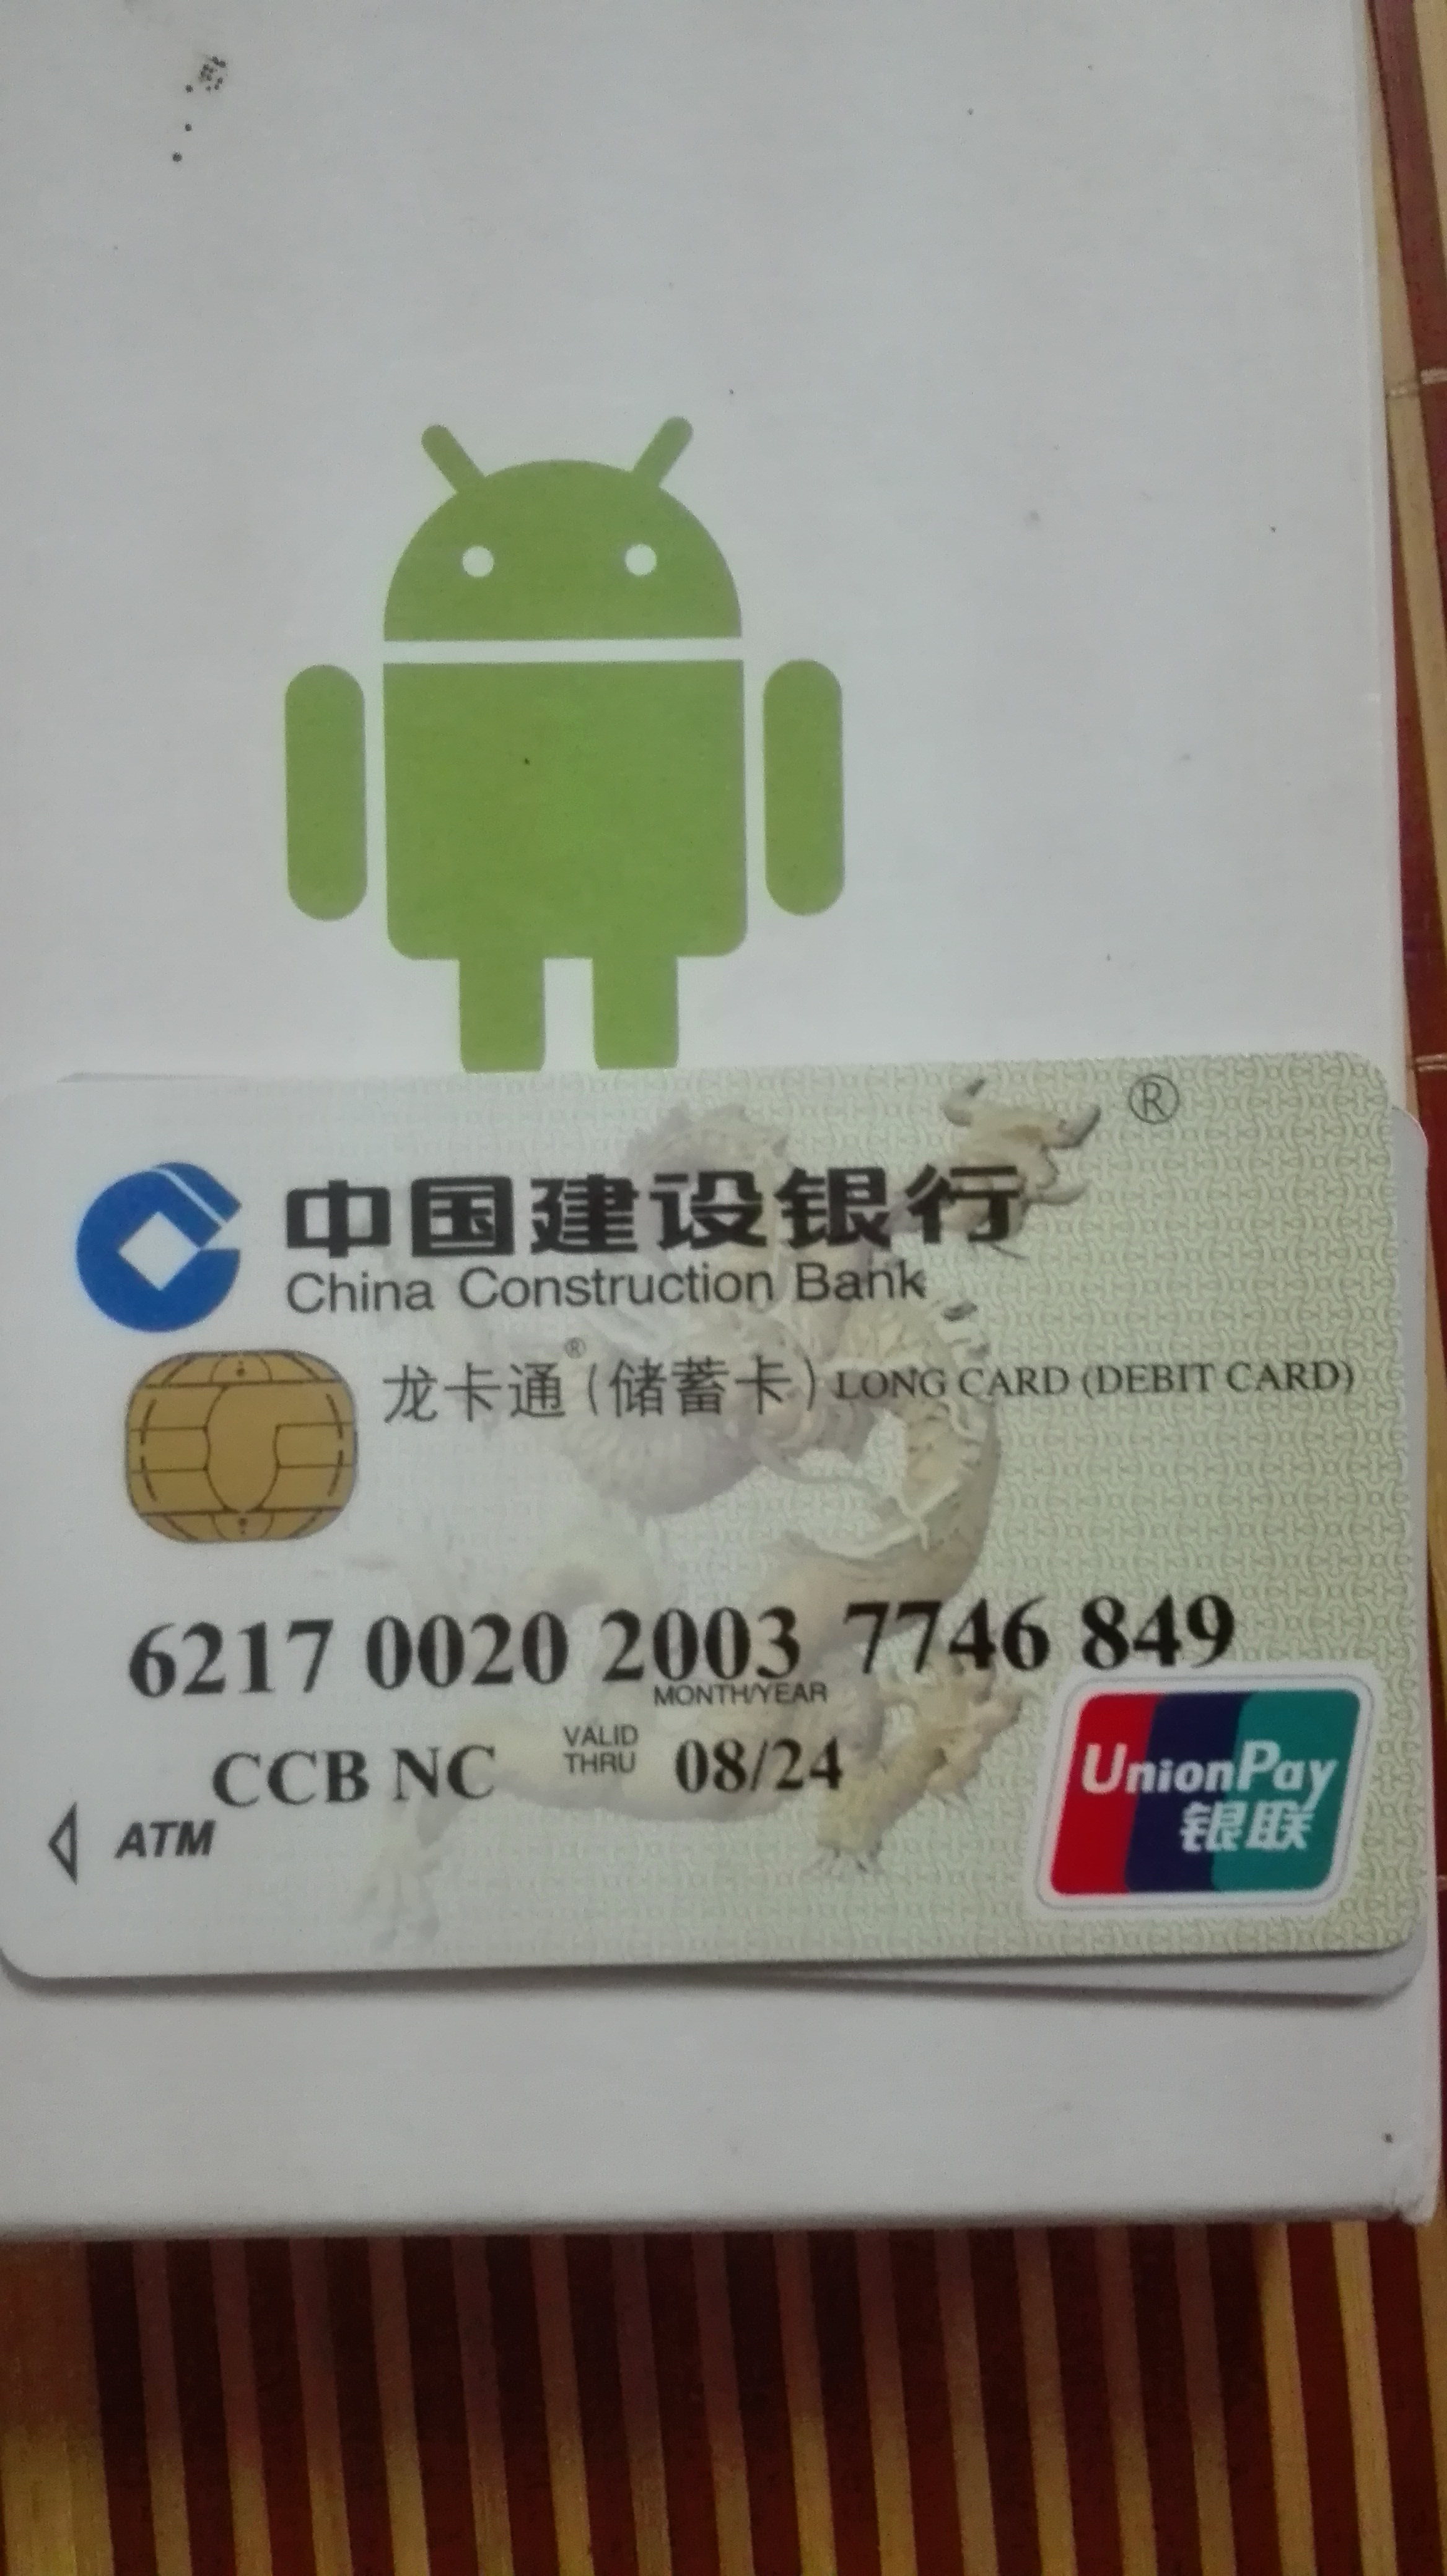 ®
中国建设银行
China Construction Bank
龙卡通®(储蓄卡) LONG CARD (DEBIT CARD)
6217 0020 2003 7746 849
MONTH/YEAR
CCB NC VALID THRU 08/24
ATM
UnionPay
银联